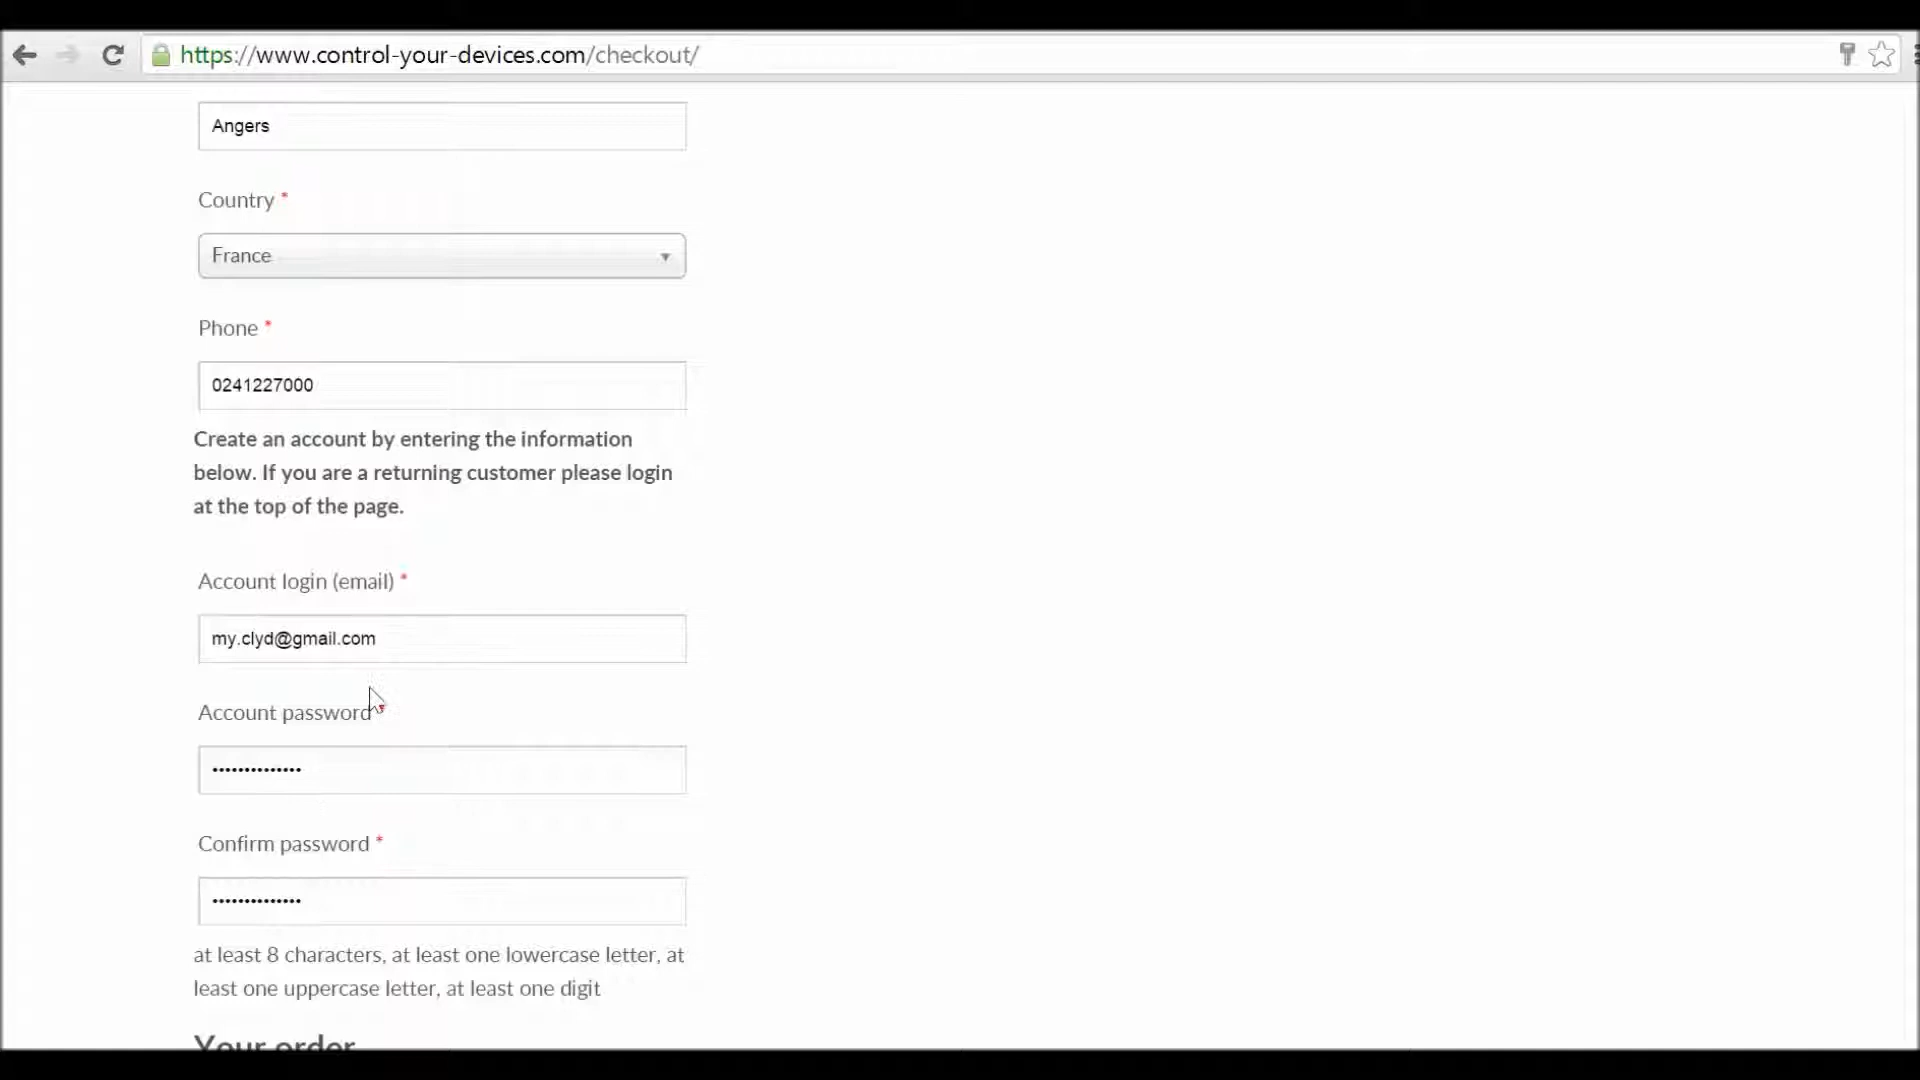 https://www.control-your-devices.com/checkout/
Angers
Country *
France
Phone *
0241227000
Create an account by entering the information
below. If you are a returning customer please login
at the top of the page.
Account login (email) *
my.clyd@gmail.com
Account password *
••••••••••••••
Confirm password *
••••••••••••••
at least 8 characters, at least one lowercase letter, at
least one uppercase letter, at least one digit
Your order